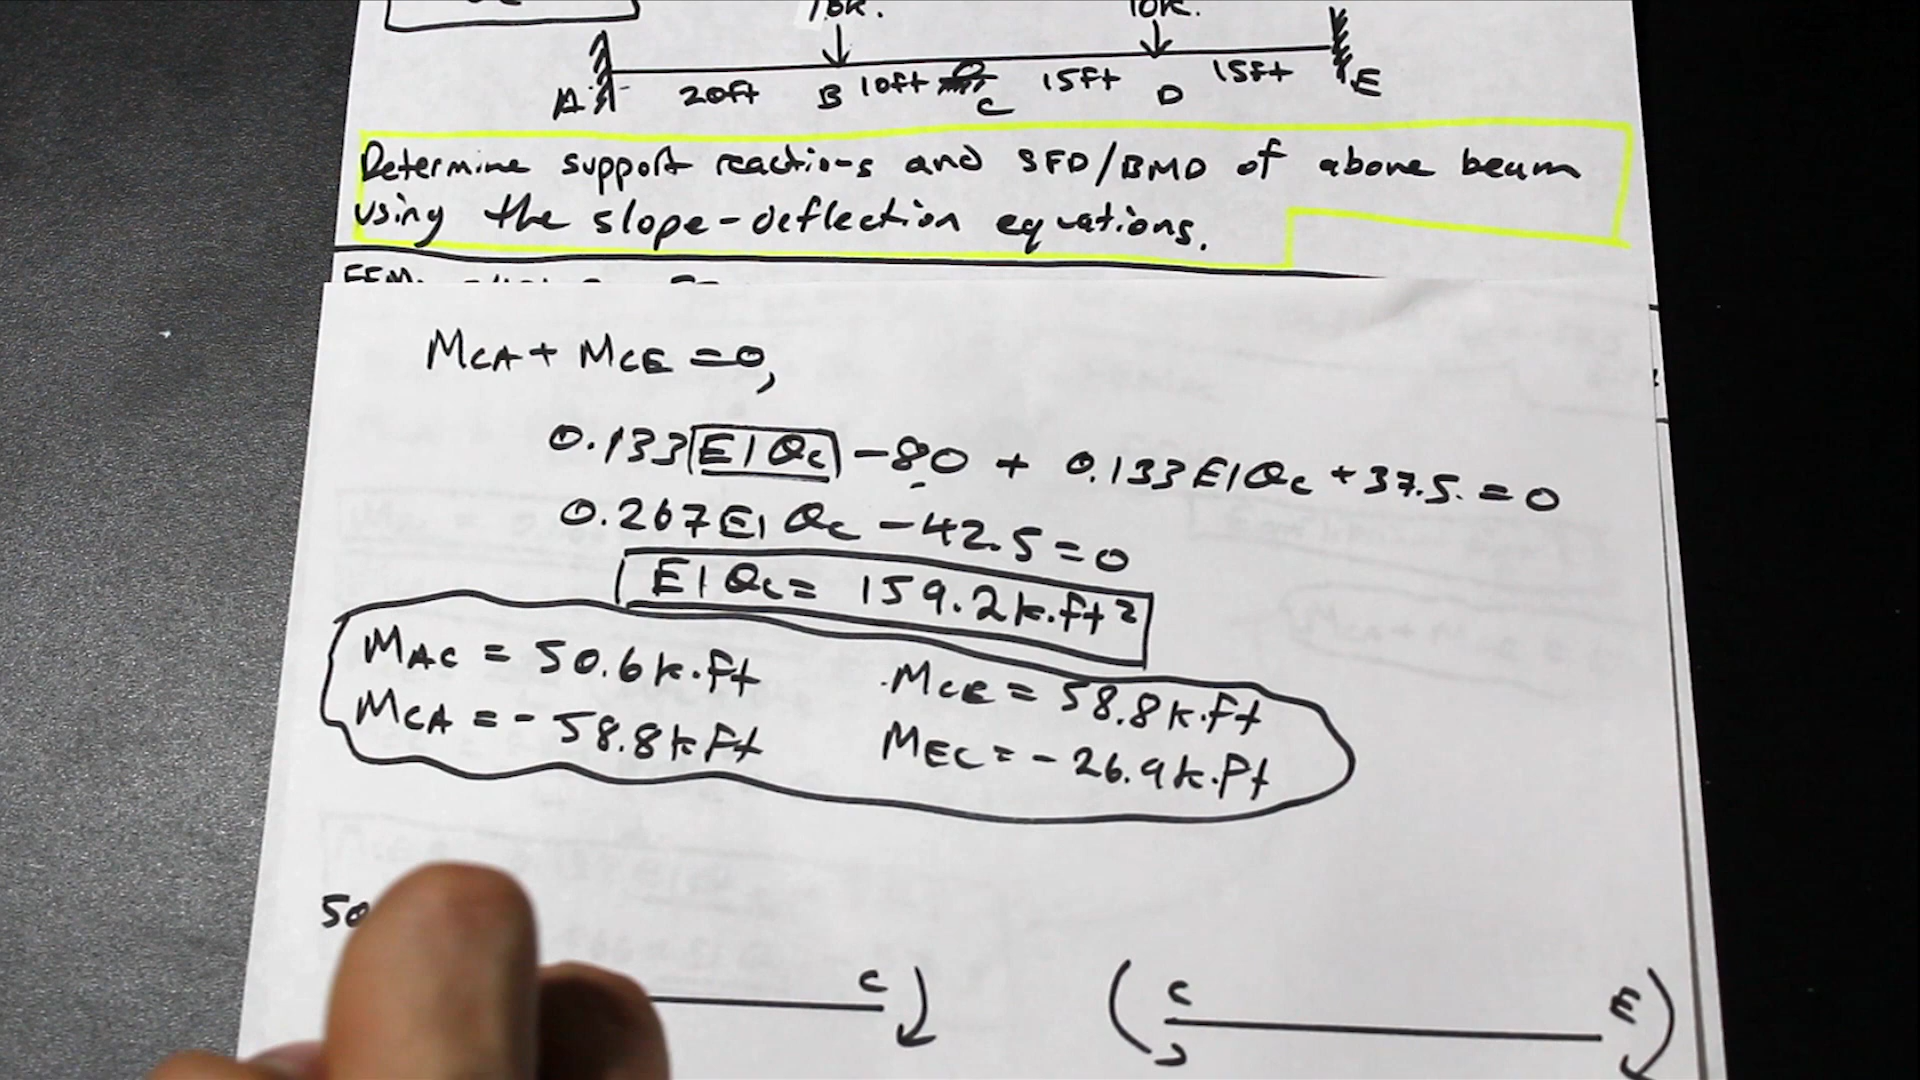 10k.
A 20ft B 10ft C 15ft D 15ft E
Determine support reactions and SFD/BMD of above beam
using the slope-deflection equations.
MCA + MCE = 0,
0.133 EIθc - 80 + 0.133 EIθc + 37.5. = 0
0.267 EIθc - 42.5 = 0
EIθc = 159.2 k.ft²
MAC = 50.6 k.ft
MCE = 58.8 k.ft
MCA = - 58.8 k ft
MEC = - 26.9 k.ft
50
C
C
E